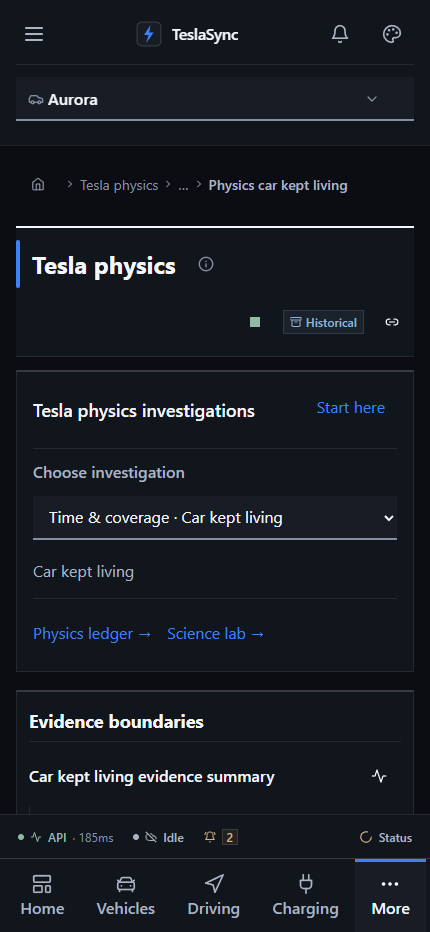 TeslaSync
Aurora
Tesla physics ... Physics car kept living
Tesla physics
Historical
Tesla physics investigations Start here
Choose investigation
Time & coverage · Car kept living
Car kept living
Physics ledger → Science lab →
Evidence boundaries
Car kept living evidence summary
API · 185ms Idle 2 Status
Home Vehicles Driving Charging More